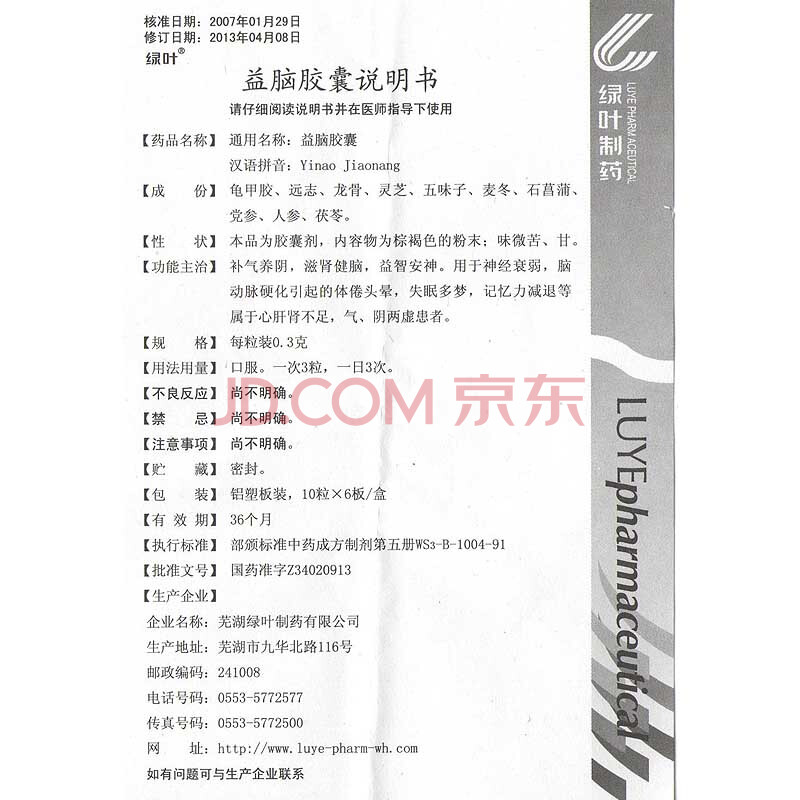 核准日期：2007年01月29日
修订日期：2013年04月08日
绿叶®
益脑胶囊说明书
请仔细阅读说明书并在医师指导下使用
【药品名称】 通用名称：益脑胶囊
汉语拼音：Yinao Jiaonang
【成　　份】 龟甲胶、远志、龙骨、灵芝、五味子、麦冬、石菖蒲、
党参、人参、茯苓。
【性　　状】 本品为胶囊剂，内容物为棕褐色的粉末；味微苦、甘。
【功能主治】 补气养阴，滋肾健脑，益智安神。用于神经衰弱，脑
动脉硬化引起的体倦头晕，失眠多梦，记忆力减退等
属于心肝肾不足，气、阴两虚患者。
【规　　格】 每粒装0.3克
【用法用量】 口服。一次3粒，一日3次。
【不良反应】 尚不明确。
【禁　　忌】 尚不明确。
【注意事项】 尚不明确。
【贮　　藏】 密封。
【包　　装】 铝塑板装，10粒×6板/盒
【有 效 期】 36个月
【执行标准】 部颁标准中药成方制剂第五册WS3-B-1004-91
【批准文号】 国药准字Z34020913
【生产企业】
企业名称：芜湖绿叶制药有限公司
生产地址：芜湖市九华北路116号
邮政编码：241008
电话号码：0553-5772577
传真号码：0553-5772500
网　　址：http://www.luye-pharm-wh.com
如有问题可与生产企业联系
绿叶制药
LUYE PHARMACEUTICAL
LUYEpharmaceutical
JD.COM 京东